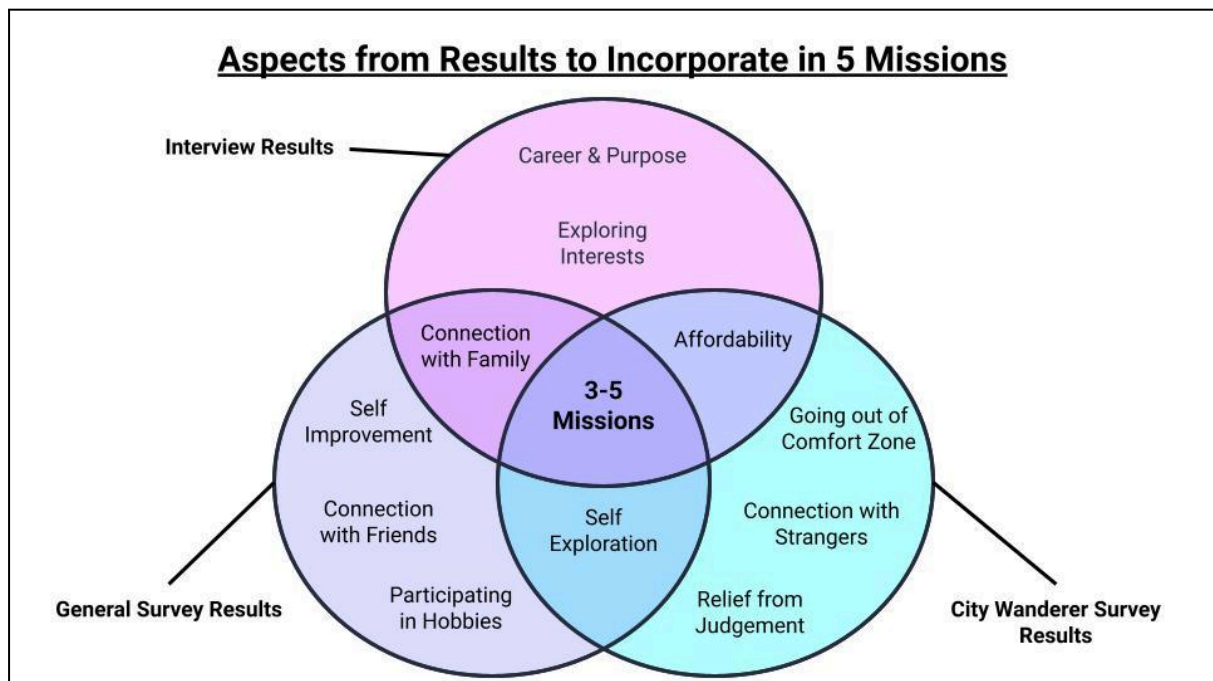 Aspects from Results to Incorporate in 5 Missions
Interview Results
Career & Purpose
Exploring
Interests
Connection
with Family
Affordability
3-5
Missions
Self
Improvement
Going out of
Comfort Zone
Connection
with Friends
Self
Exploration
Connection with
Strangers
Participating
in Hobbies
Relief from
Judgement
General Survey Results
City Wanderer Survey
Results